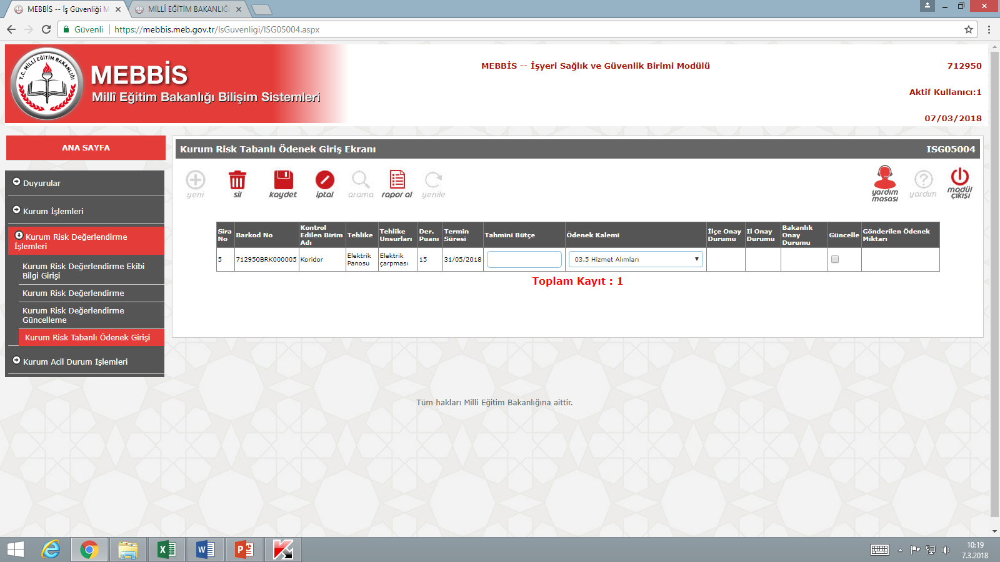 MEBBİS -- İş Güvenliği M
MİLLÎ EĞİTİM BAKANLIĞI
Güvenli
https://mebbis.meb.gov.tr/IsGuvenligi/ISG05004.aspx
T.C. MİLLÎ EĞİTİM BAKANLIĞI
MEBBİS
Millî Eğitim Bakanlığı Bilişim Sistemleri
MEBBİS -- İşyeri Sağlık ve Güvenlik Birimi Modülü
712950
Aktif Kullanıcı:1
07/03/2018
ANA SAYFA
Duyurular
Kurum İşlemleri
Kurum Risk Değerlendirme
İşlemleri
Kurum Risk Değerlendirme Ekibi
Bilgi Girişi
Kurum Risk Değerlendirme
Kurum Risk Değerlendirme
Güncelleme
Kurum Risk Tabanlı Ödenek Girişi
Kurum Acil Durum İşlemleri
Kurum Risk Tabanlı Ödenek Giriş Ekranı
ISG05004
yeni
sil
kaydet
iptal
arama
rapor al
yenile
yardım
masası
yardım
modül
çıkışı
Sira No
Barkod No
Kontrol Edilen Birim Adı
Tehlike
Tehlike Unsurları
Der. Puanı
Termin Süresi
Tahmini Bütçe
Ödenek Kalemi
İlçe Onay Durumu
Il Onay Durumu
Bakanlık Onay Durumu
Güncelle
Gönderilen Ödenek Miktarı
5
712950BRK000005
Koridor
Elektrik Panosu
Elektrik çarpması
15
31/05/2018
03.5 Hizmet Alımları
Toplam Kayıt : 1
Tüm hakları Milli Eğitim Bakanlığına aittir.
10:19
7.3.2018